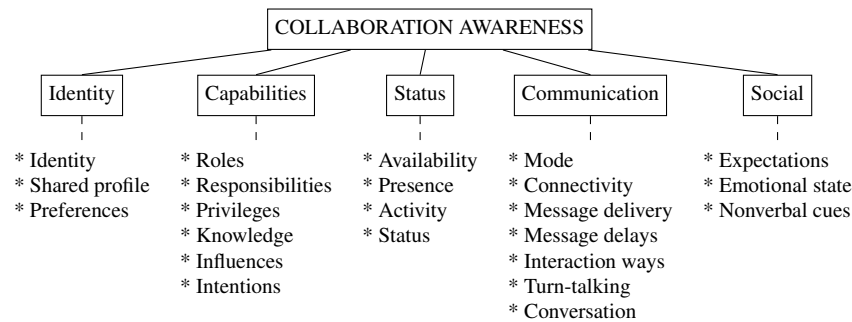 COLLABORATION AWARENESS
Identity
Capabilities
Status
Communication
Social
* Identity
* Shared profile
* Preferences
* Roles
* Responsibilities
* Privileges
* Knowledge
* Influences
* Intentions
* Availability
* Presence
* Activity
* Status
* Mode
* Connectivity
* Message delivery
* Message delays
* Interaction ways
* Turn-talking
* Conversation
* Expectations
* Emotional state
* Nonverbal cues